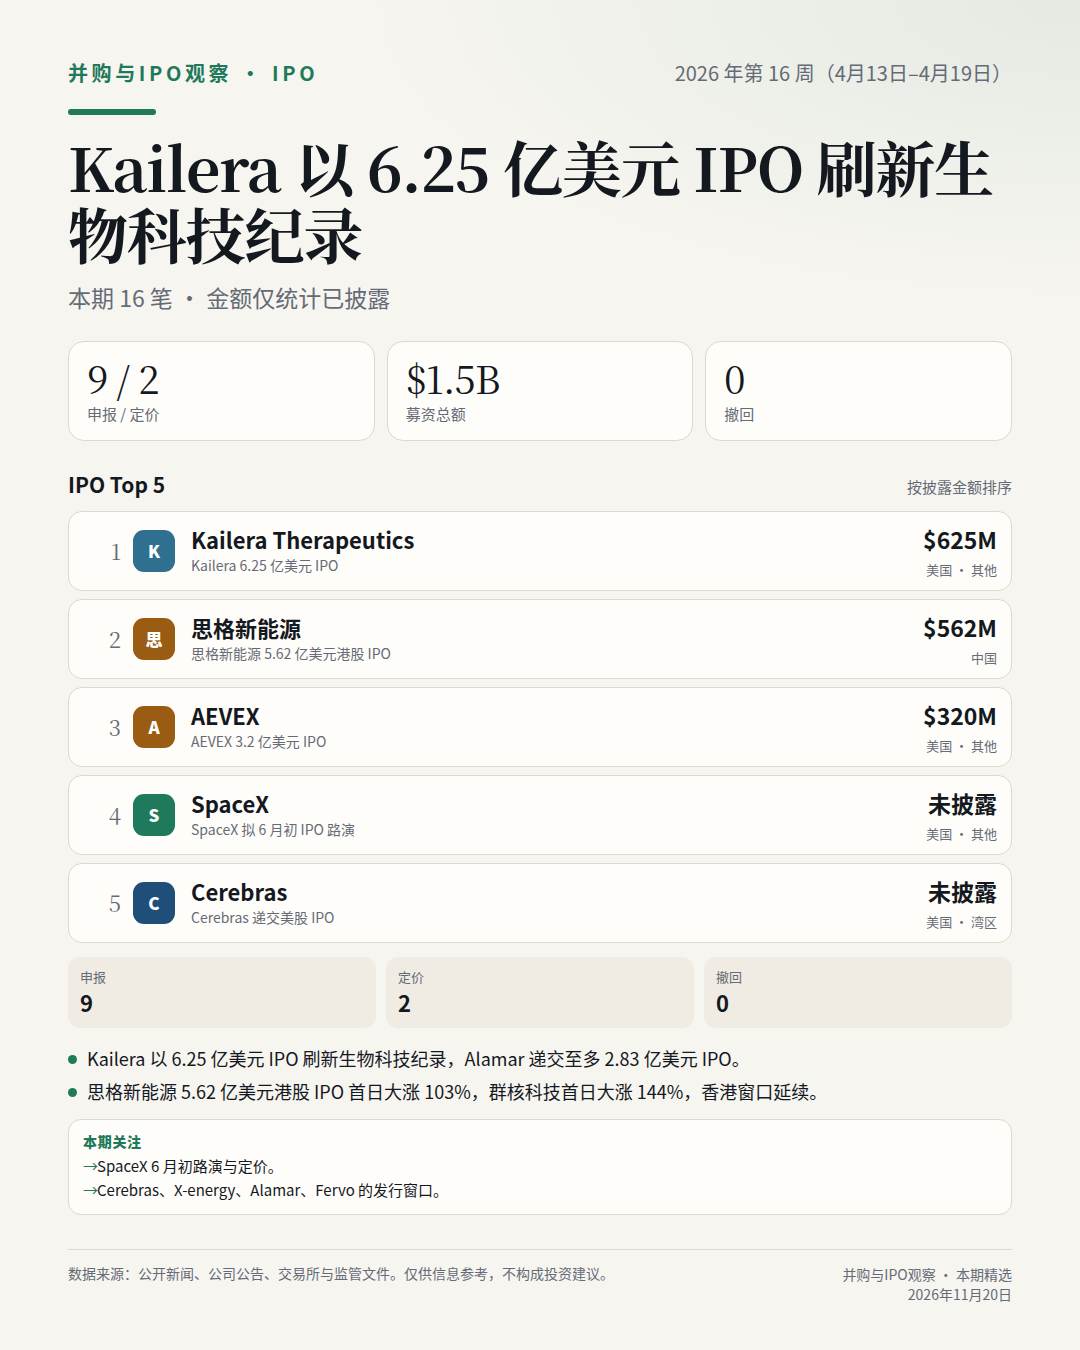 并购与IPO观察 · IPO
2026 年第 16 周（4月13日–4月19日）
Kailera 以 6.25 亿美元 IPO 刷新生
物科技纪录
本期 16 笔 · 金额仅统计已披露
9 / 2
申报 / 定价
$1.5B
募资总额
0
撤回
IPO Top 5
按披露金额排序
1
K
Kailera Therapeutics
Kailera 6.25 亿美元 IPO
$625M
美国 · 其他
2
思
思格新能源
思格新能源 5.62 亿美元港股 IPO
$562M
中国
3
A
AEVEX
AEVEX 3.2 亿美元 IPO
$320M
美国 · 其他
4
S
SpaceX
SpaceX 拟 6 月初 IPO 路演
未披露
美国 · 其他
5
C
Cerebras
Cerebras 递交美股 IPO
未披露
美国 · 湾区
申报
9
定价
2
撤回
0
Kailera 以 6.25 亿美元 IPO 刷新生物科技纪录，Alamar 递交至多 2.83 亿美元 IPO。
思格新能源 5.62 亿美元港股 IPO 首日大涨 103%，群核科技首日大涨 144%，香港窗口延续。
本期关注
→SpaceX 6 月初路演与定价。
→Cerebras、X-energy、Alamar、Fervo 的发行窗口。
数据来源：公开新闻、公司公告、交易所与监管文件。仅供信息参考，不构成投资建议。
并购与IPO观察 · 本期精选
2026年11月20日